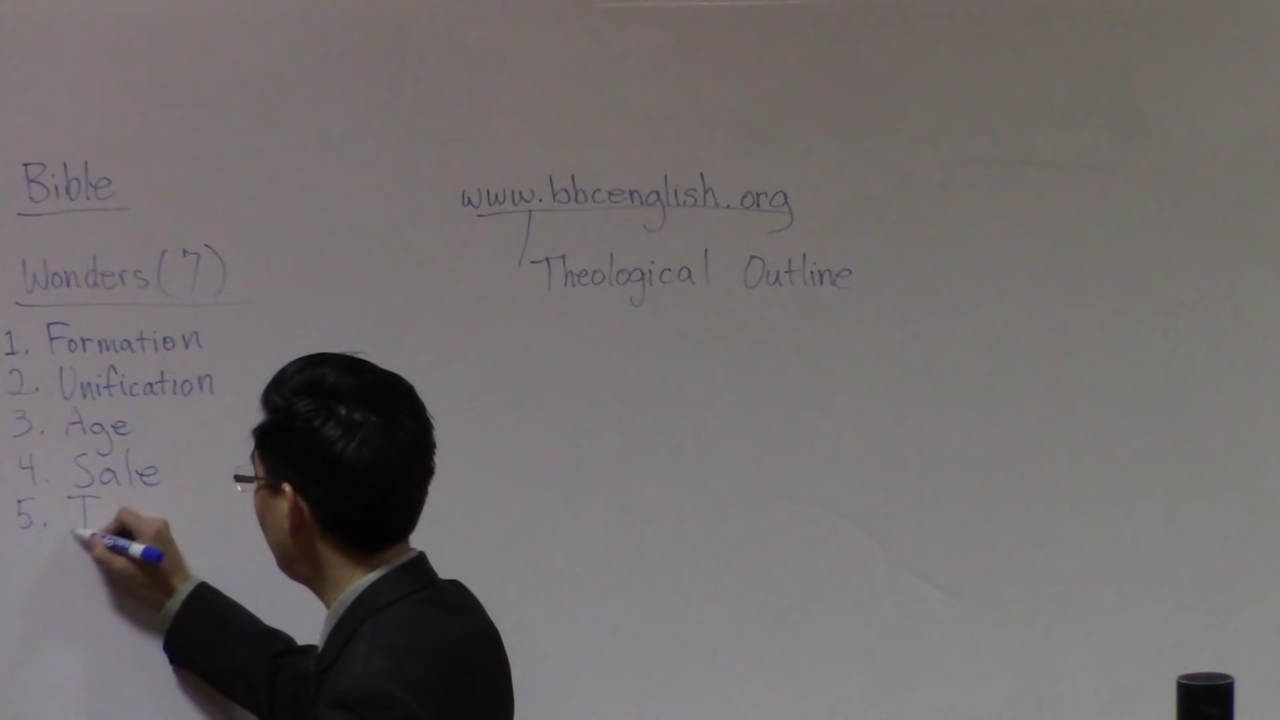 Bible
Wonders (7)
1. Formation
2. Unification
3. Age
4. Sale
5. I
www.bbcenglish.org
Theological Outline